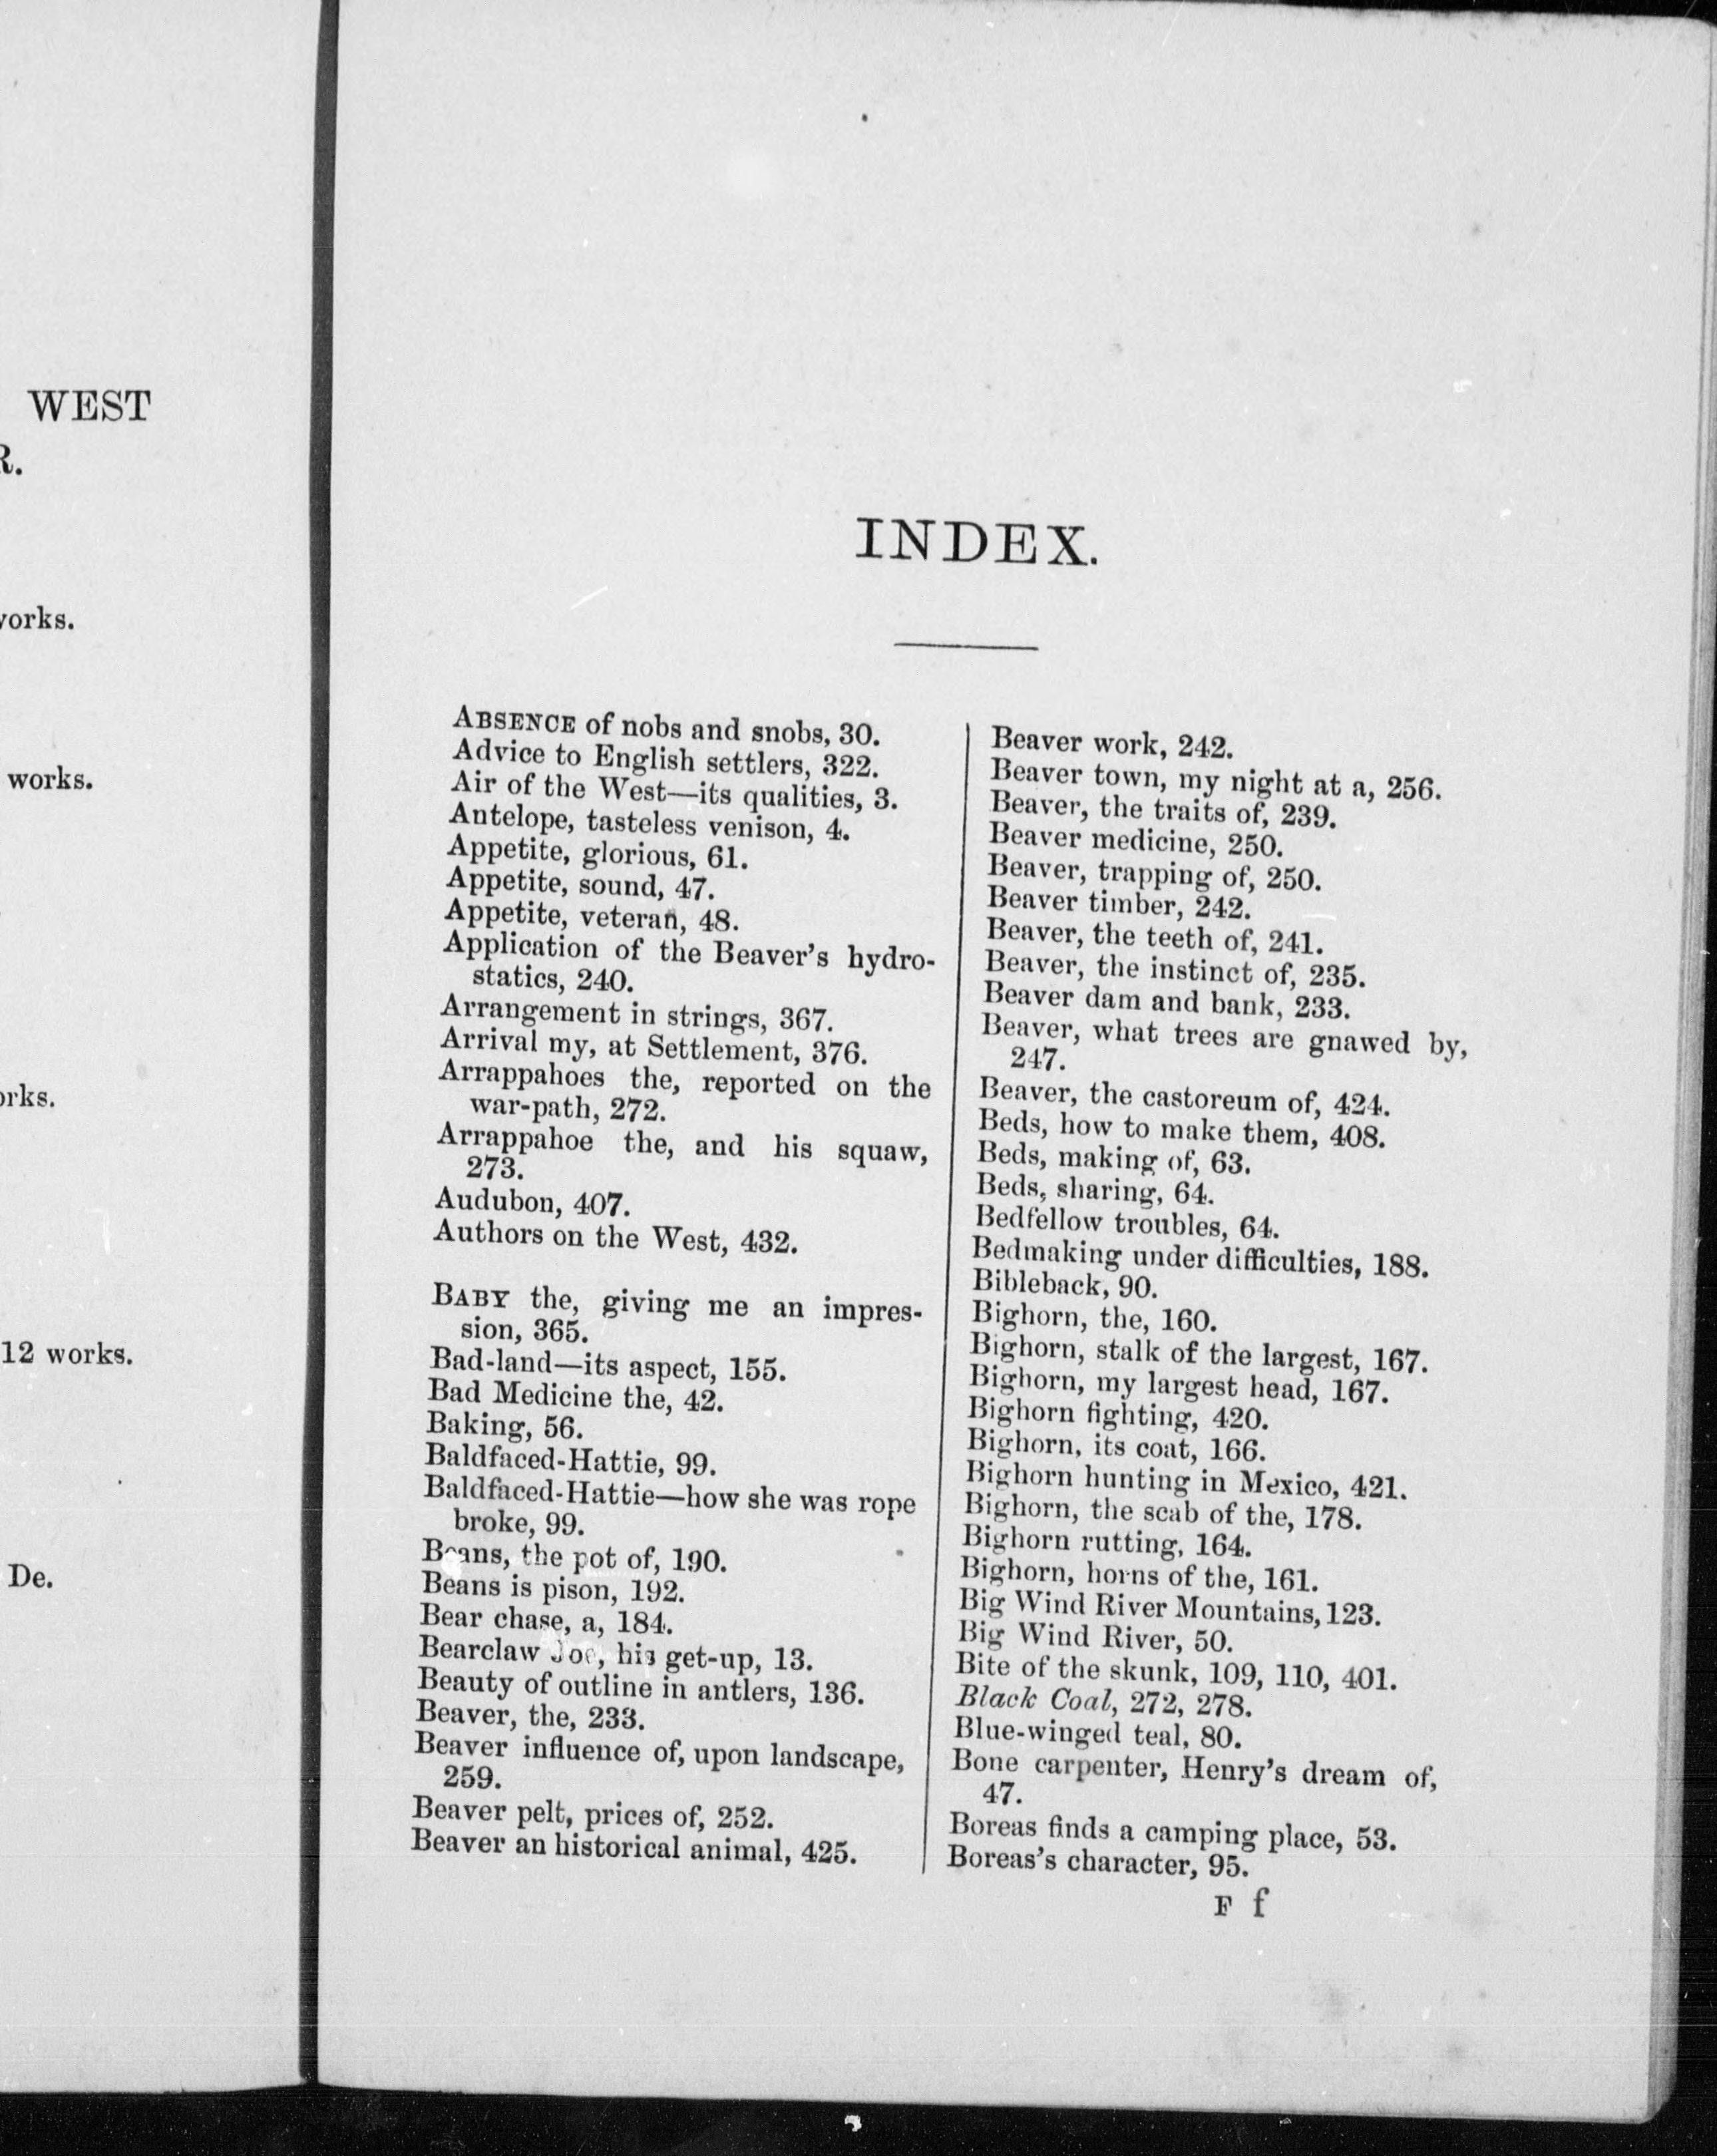 WEST
R.
works.
works.
orks.
12 works.
De.
INDEX.
ABSENCE of nobs and snobs, 30.
Advice to English settlers, 322.
Air of the West—its qualities, 3.
Antelope, tasteless venison, 4.
Appetite, glorious, 61.
Appetite, sound, 47.
Appetite, veteran, 48.
Application of the Beaver's hydro-
statics, 240.
Arrangement in strings, 367.
Arrival my, at Settlement, 376.
Arrappahoes the, reported on the
war-path, 272.
Arrappahoe the, and his squaw,
273.
Audubon, 407.
Authors on the West, 432.
BABY the, giving me an impres-
sion, 365.
Bad-land—its aspect, 155.
Bad Medicine the, 42.
Baking, 56.
Baldfaced-Hattie, 99.
Baldfaced-Hattie—how she was rope
broke, 99.
Beans, the pot of, 190.
Beans is pison, 192.
Bear chase, a, 184.
Bearclaw Joe, his get-up, 13.
Beauty of outline in antlers, 136.
Beaver, the, 233.
Beaver influence of, upon landscape,
259.
Beaver pelt, prices of, 252.
Beaver an historical animal, 425.
Beaver work, 242.
Beaver town, my night at a, 256.
Beaver, the traits of, 239.
Beaver medicine, 250.
Beaver, trapping of, 250.
Beaver timber, 242.
Beaver, the teeth of, 241.
Beaver, the instinct of, 235.
Beaver dam and bank, 233.
Beaver, what trees are gnawed by,
247.
Beaver, the castoreum of, 424.
Beds, how to make them, 408.
Beds, making of, 63.
Beds, sharing, 64.
Bedfellow troubles, 64.
Bedmaking under difficulties, 188.
Bibleback, 90.
Bighorn, the, 160.
Bighorn, stalk of the largest, 167.
Bighorn, my largest head, 167.
Bighorn fighting, 420.
Bighorn, its coat, 166.
Bighorn hunting in Mexico, 421.
Bighorn, the scab of the, 178.
Bighorn rutting, 164.
Bighorn, horns of the, 161.
Big Wind River Mountains, 123.
Big Wind River, 50.
Bite of the skunk, 109, 110, 401.
Black Coal, 272, 278.
Blue-winged teal, 80.
Bone carpenter, Henry's dream of,
47.
Boreas finds a camping place, 53.
Boreas's character, 95.
F f